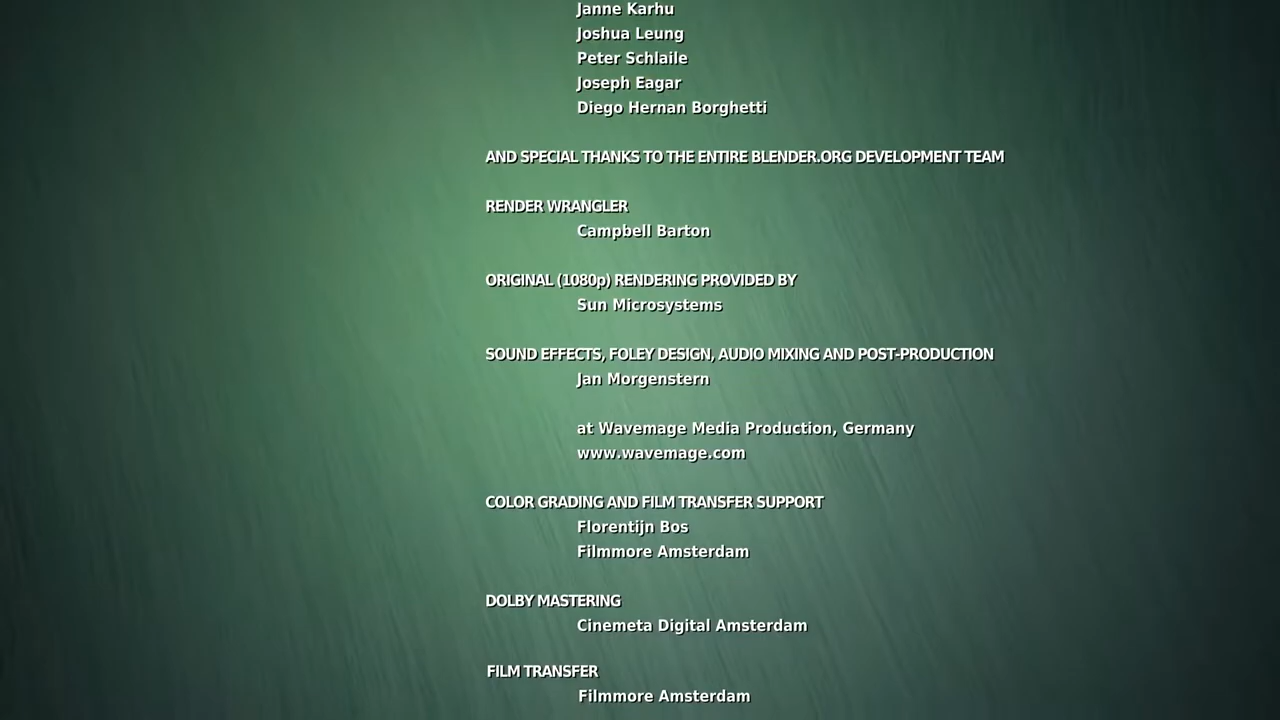 Janne Karhu
Joshua Leung
Peter Schlaile
Joseph Eagar
Diego Hernan Borghetti
AND SPECIAL THANKS TO THE ENTIRE BLENDER.ORG DEVELOPMENT TEAM
RENDER WRANGLER
Campbell Barton
ORIGINAL (1080p) RENDERING PROVIDED BY
Sun Microsystems
SOUND EFFECTS, FOLEY DESIGN, AUDIO MIXING AND POST-PRODUCTION
Jan Morgenstern
at Wavemage Media Production, Germany
www.wavemage.com
COLOR GRADING AND FILM TRANSFER SUPPORT
Florentijn Bos
Filmmore Amsterdam
DOLBY MASTERING
Cinemeta Digital Amsterdam
FILM TRANSFER
Filmmore Amsterdam